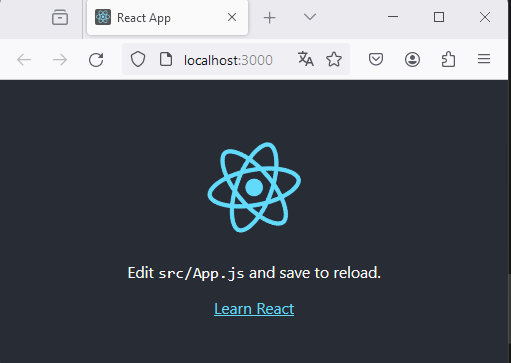 React App
localhost:3000
Edit src/App.js and save to reload.
Learn React